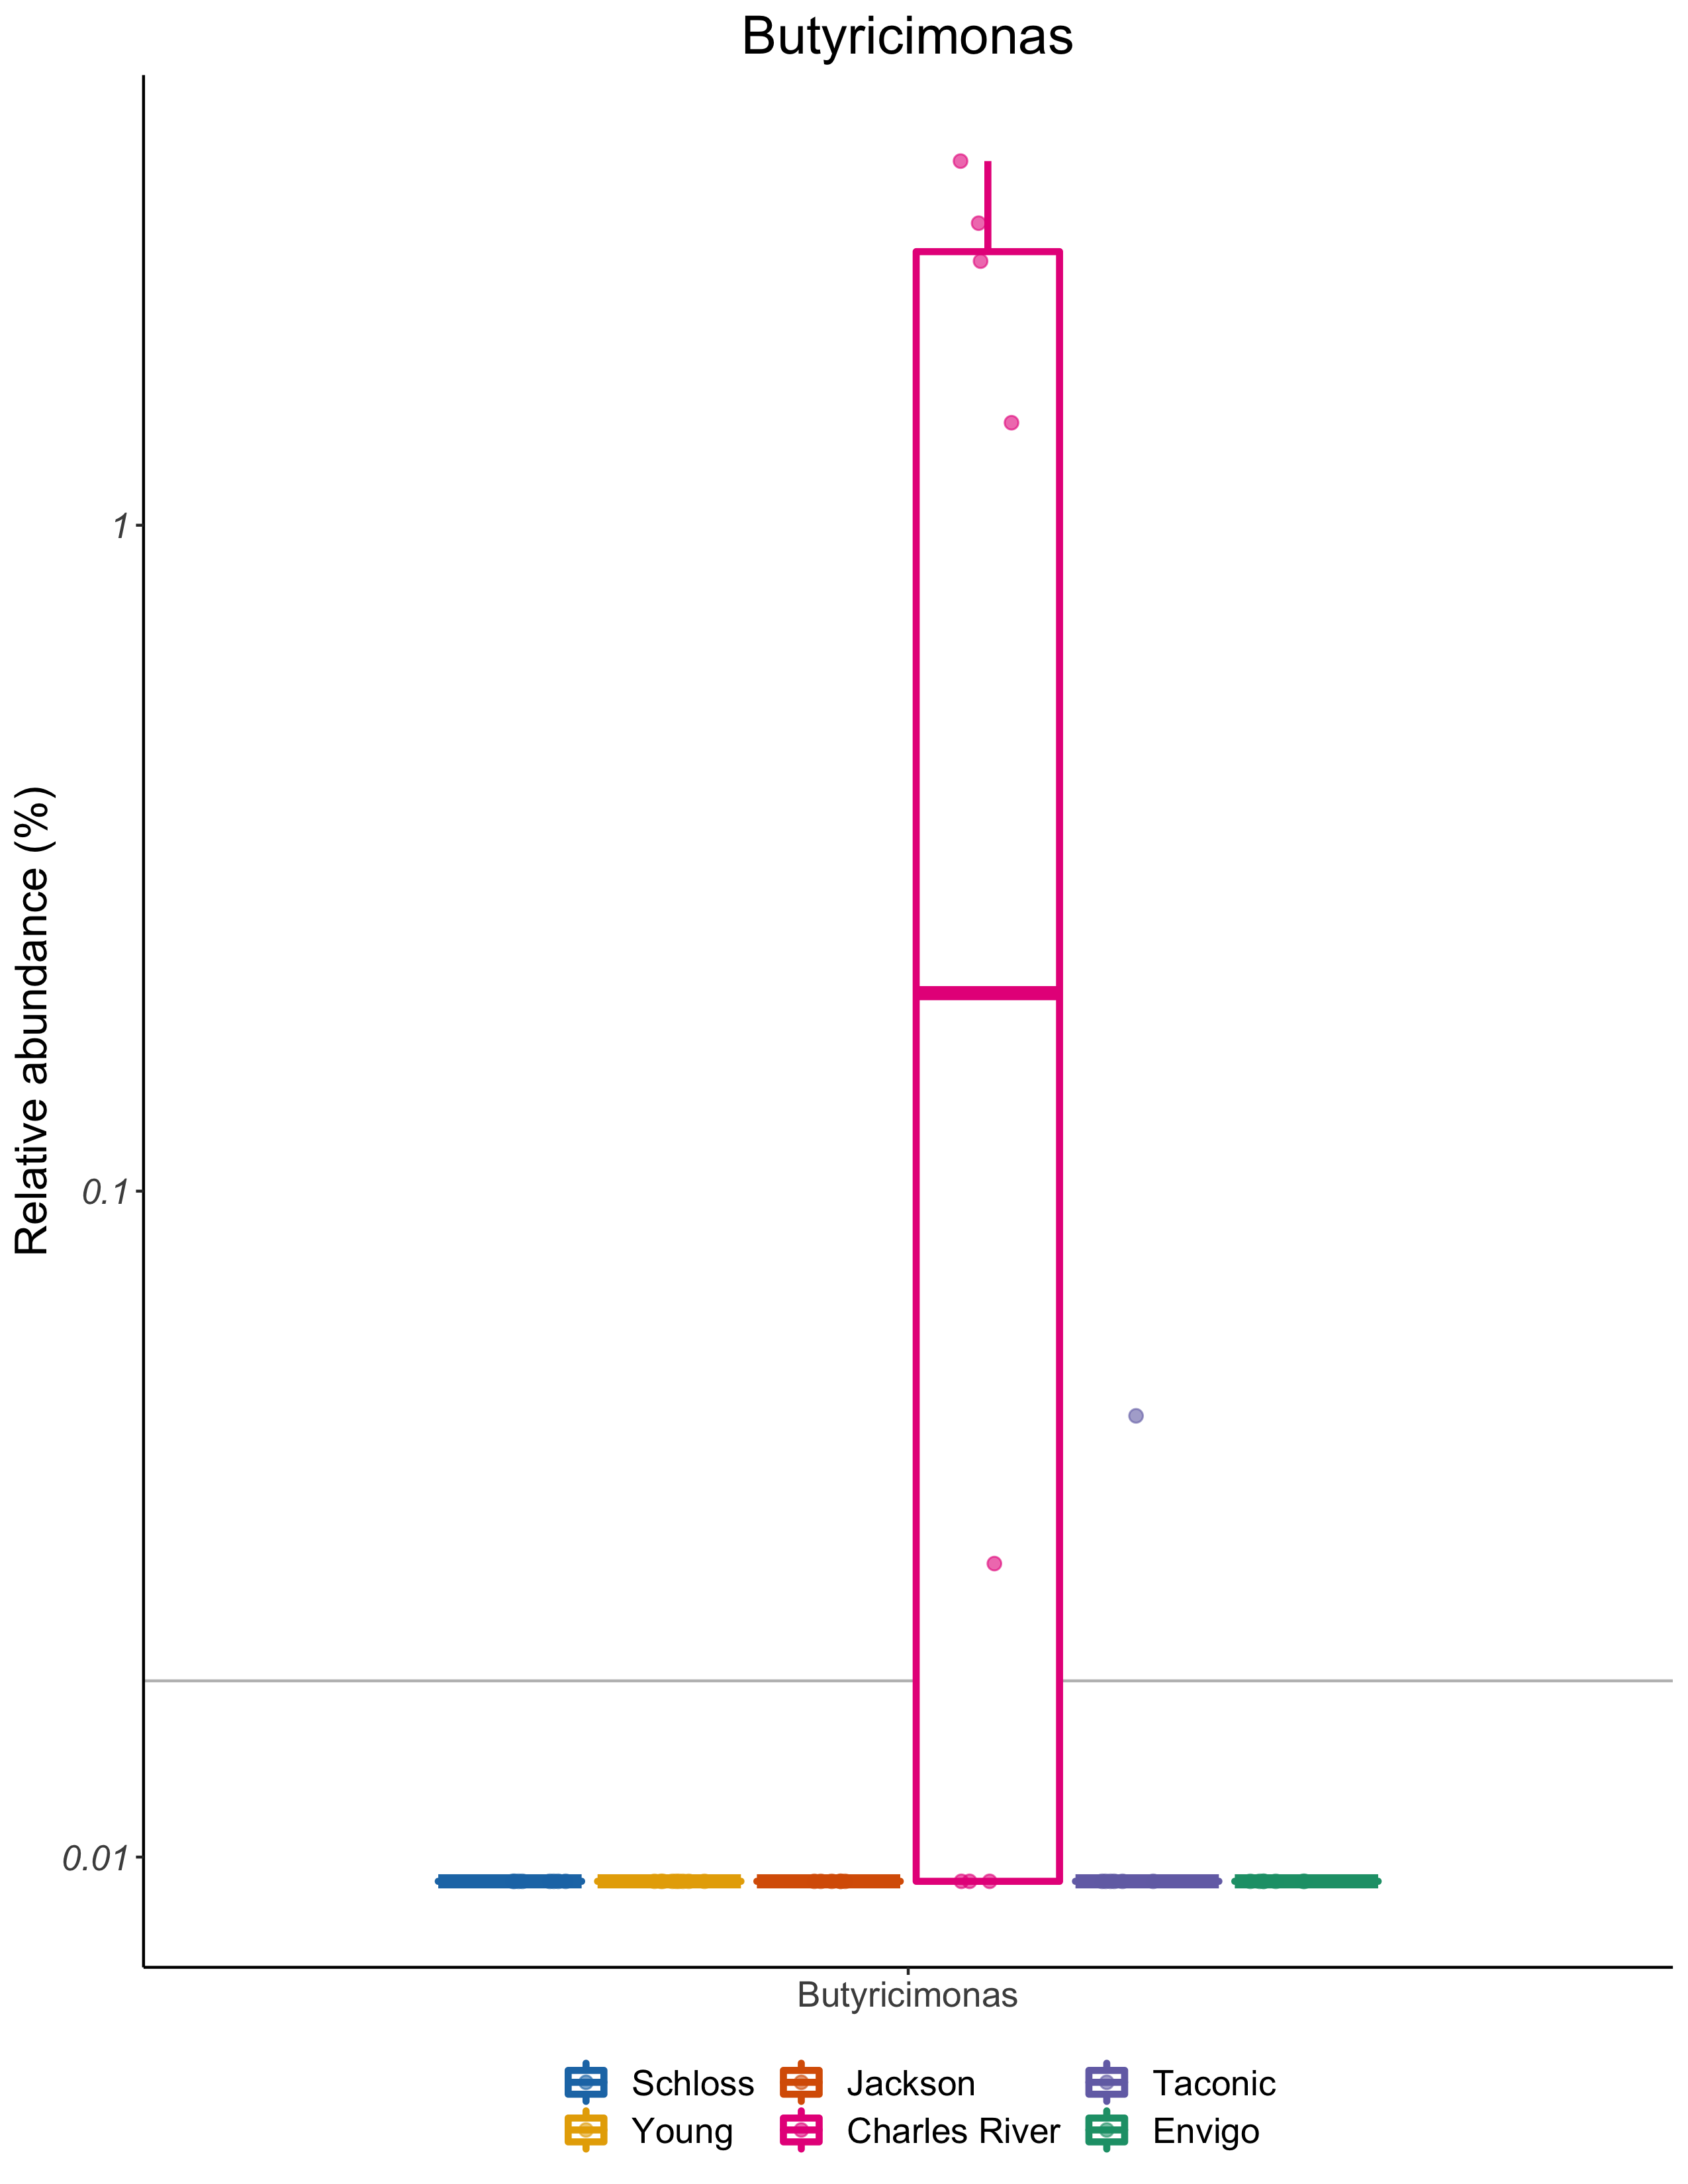 Butyricimonas
Relative abundance (%)
1
0.1
0.01
Butyricimonas
Schloss Jackson Taconic
Young Charles River Envigo